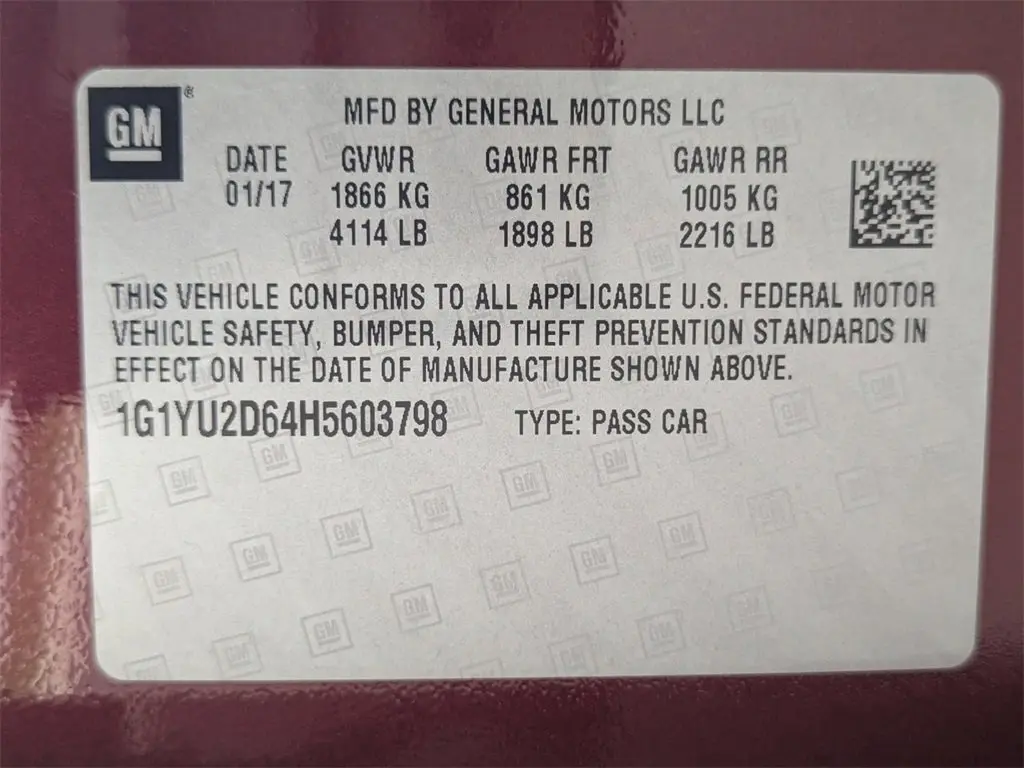 GM®
MFD BY GENERAL MOTORS LLC
DATE GVWR GAWR FRT GAWR RR
01/17 1866 KG 861 KG 1005 KG
4114 LB 1898 LB 2216 LB
THIS VEHICLE CONFORMS TO ALL APPLICABLE U.S. FEDERAL MOTOR
VEHICLE SAFETY, BUMPER, AND THEFT PREVENTION STANDARDS IN
EFFECT ON THE DATE OF MANUFACTURE SHOWN ABOVE.
1G1YU2D64H5603798 TYPE: PASS CAR